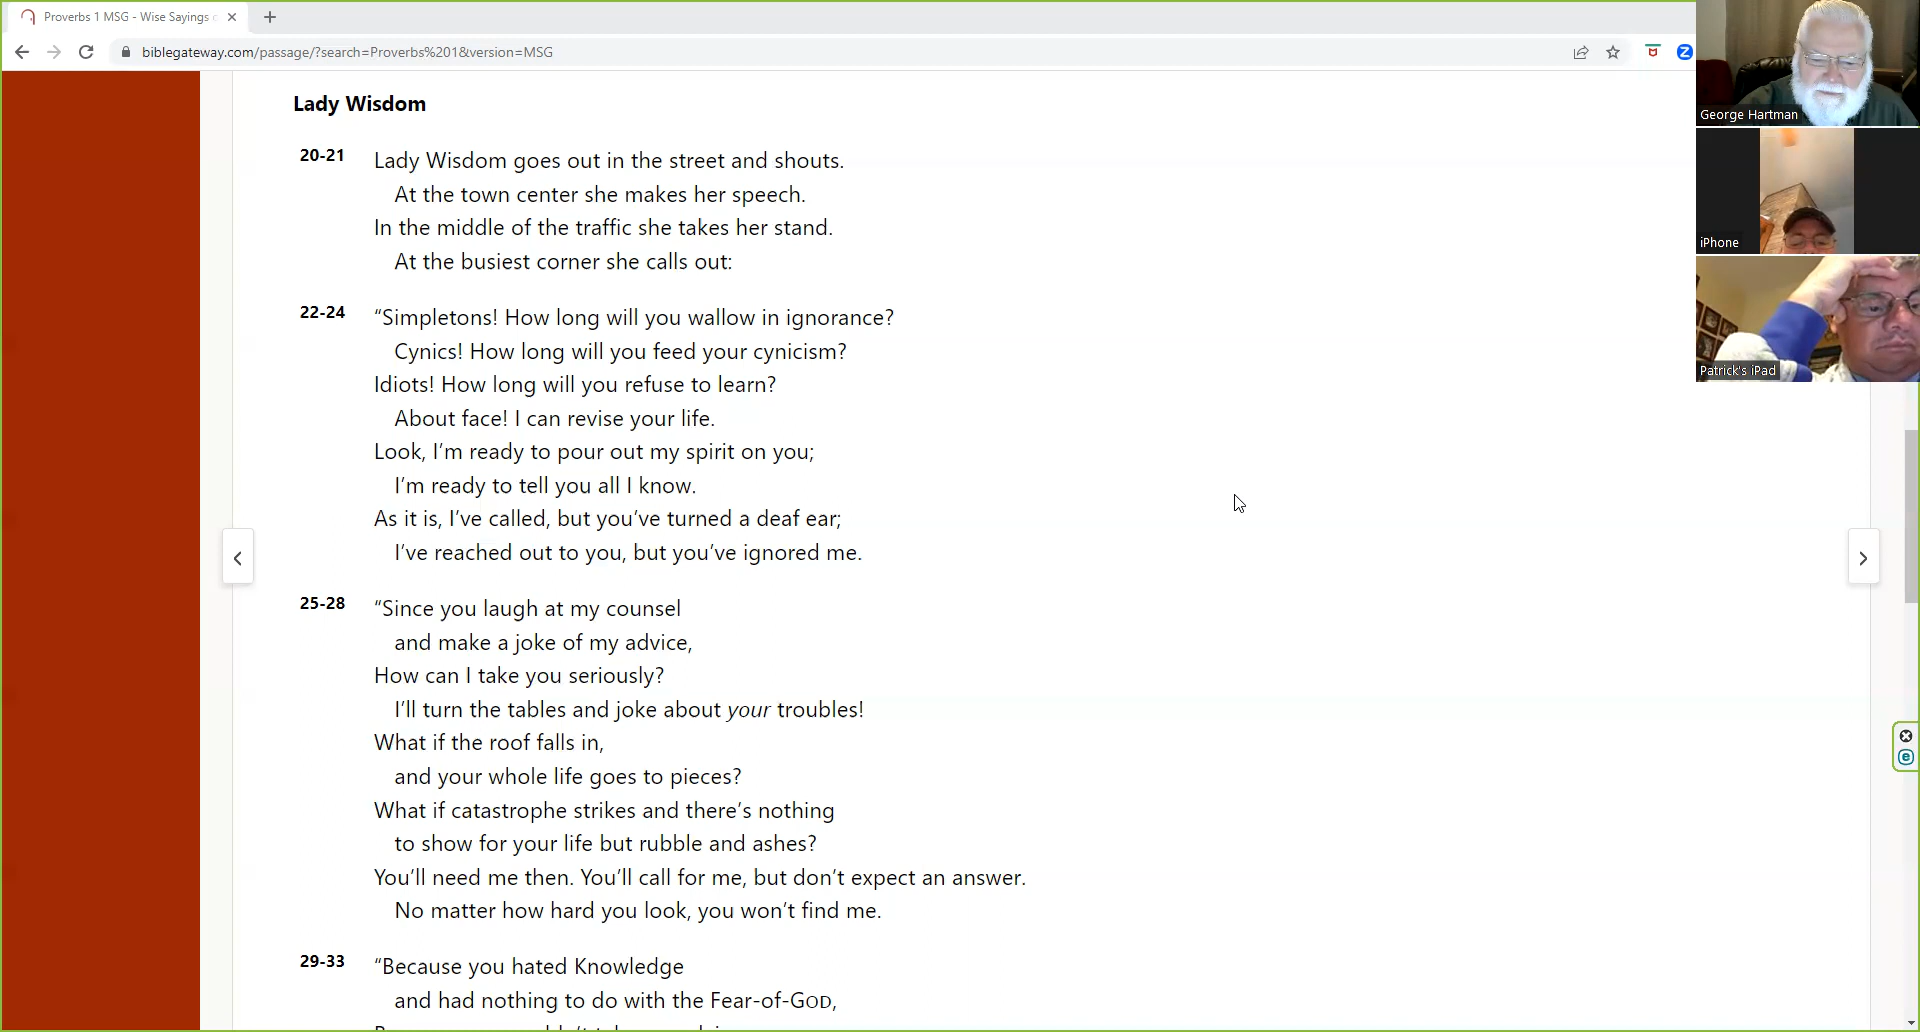 Proverbs 1 MSG - Wise Sayings
biblegateway.com/passage/?search=Proverbs%201&version=MSG
Lady Wisdom
20-21 Lady Wisdom goes out in the street and shouts.
At the town center she makes her speech.
In the middle of the traffic she takes her stand.
At the busiest corner she calls out:
22-24 “Simpletons! How long will you wallow in ignorance?
Cynics! How long will you feed your cynicism?
Idiots! How long will you refuse to learn?
About face! I can revise your life.
Look, I’m ready to pour out my spirit on you;
I’m ready to tell you all I know.
As it is, I’ve called, but you’ve turned a deaf ear;
I’ve reached out to you, but you’ve ignored me.
25-28 “Since you laugh at my counsel
and make a joke of my advice,
How can I take you seriously?
I’ll turn the tables and joke about your troubles!
What if the roof falls in,
and your whole life goes to pieces?
What if catastrophe strikes and there’s nothing
to show for your life but rubble and ashes?
You’ll need me then. You’ll call for me, but don’t expect an answer.
No matter how hard you look, you won’t find me.
29-33 “Because you hated Knowledge
and had nothing to do with the Fear-of-GOD,
George Hartman
iPhone
Patrick's iPad